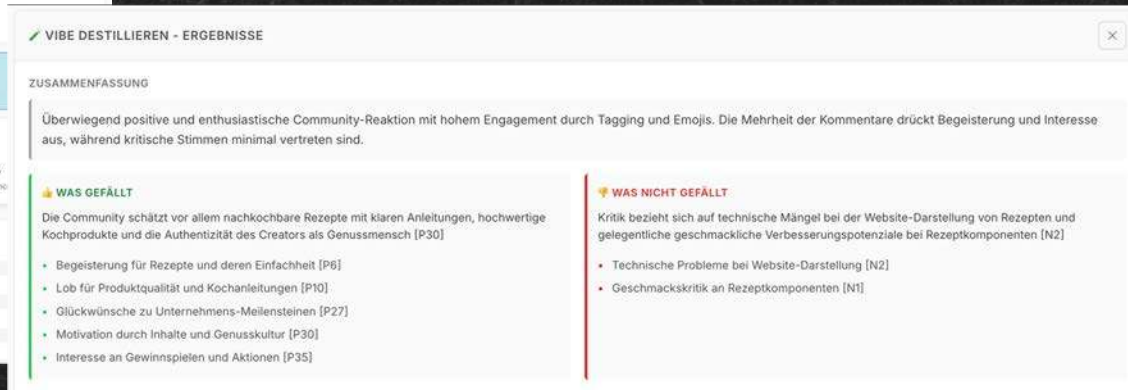 VIBE DESTILLIEREN - ERGEBNISSE
ZUSAMMENFASSUNG
Überwiegend positive und enthusiastische Community-Reaktion mit hohem Engagement durch Tagging und Emojis. Die Mehrheit der Kommentare drückt Begeisterung und Interesse
aus, während kritische Stimmen minimal vertreten sind.
WAS GEFÄLLT
Die Community schätzt vor allem nachkochbare Rezepte mit klaren Anleitungen, hochwertige
Kochprodukte und die Authentizität des Creators als Genussmensch [P30]
• Begeisterung für Rezepte und deren Einfachheit [P6]
• Lob für Produktqualität und Kochanleitungen [P10]
• Glückwünsche zu Unternehmens-Meilensteinen [P27]
• Motivation durch Inhalte und Genusskultur [P30]
• Interesse an Gewinnspielen und Aktionen [P35]
WAS NICHT GEFÄLLT
Kritik bezieht sich auf technische Mängel bei der Website-Darstellung von Rezepten und
gelegentliche geschmackliche Verbesserungspotenziale bei Rezeptkomponenten [N2]
• Technische Probleme bei Website-Darstellung [N2]
• Geschmackskritik an Rezeptkomponenten [N1]